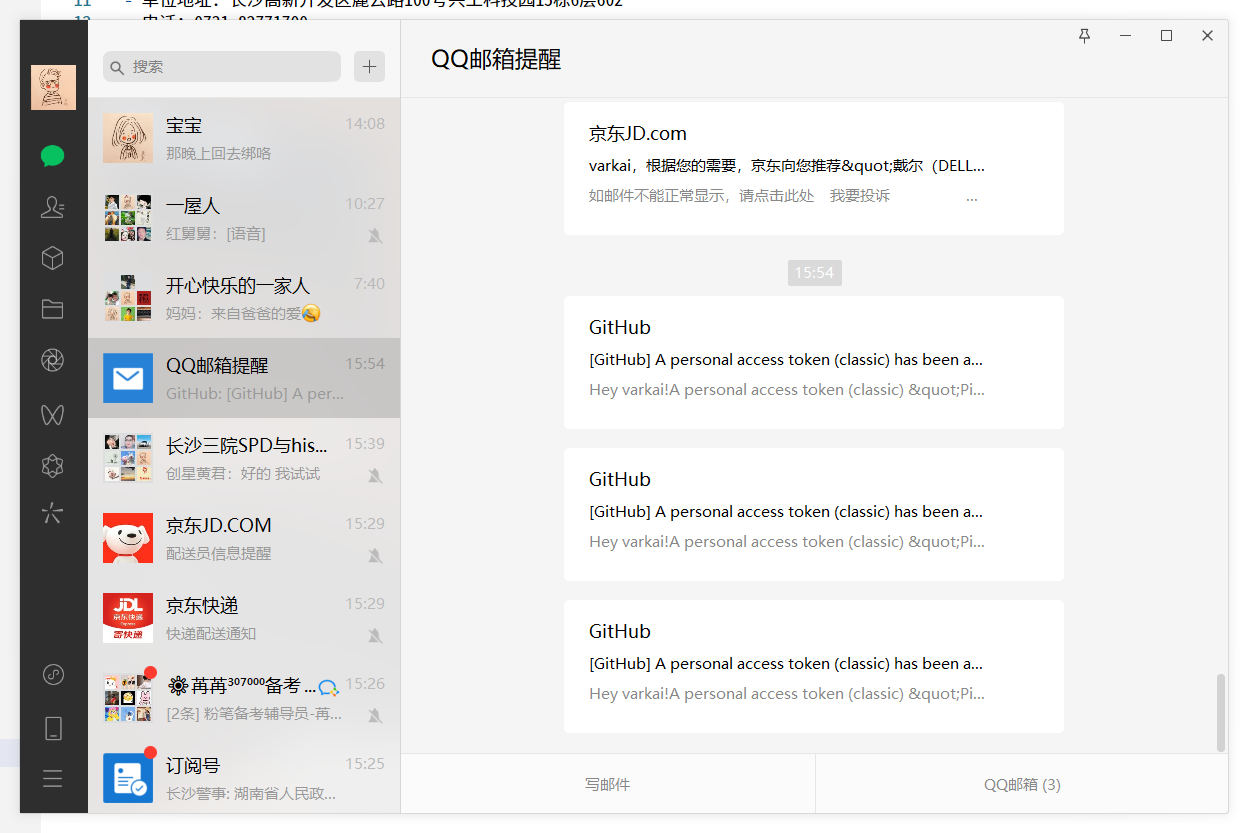 11 - 单位地址：长沙高新开发区麓云路100号兴工科技园15栋6层602
搜索
宝宝
14:08
那晚上回去绑咯
一屋人
10:27
红舅舅：[语音]
开心快乐的一家人
7:40
妈妈：来自爸爸的爱
QQ邮箱提醒
15:54
GitHub: [GitHub] A per...
长沙三院SPD与his...
15:39
创星黄君：好的 我试试
京东JD.COM
15:29
配送员信息提醒
JDL
京东快递
寄快递
京东快递
15:29
快递配送通知
苒苒³⁰⁷⁰⁰⁰备考 ...
15:26
[2条] 粉笔备考辅导员-苒...
订阅号
15:25
长沙警事: 湖南省人民政...
QQ邮箱提醒
京东JD.com
varkai，根据您的需要，京东向您推荐&quot;戴尔（DELL...
如邮件不能正常显示，请点击此处 我要投诉 ...
15:54
GitHub
[GitHub] A personal access token (classic) has been a...
Hey varkai!A personal access token (classic) &quot;Pi...
GitHub
[GitHub] A personal access token (classic) has been a...
Hey varkai!A personal access token (classic) &quot;Pi...
GitHub
[GitHub] A personal access token (classic) has been a...
Hey varkai!A personal access token (classic) &quot;Pi...
写邮件
QQ邮箱 (3)